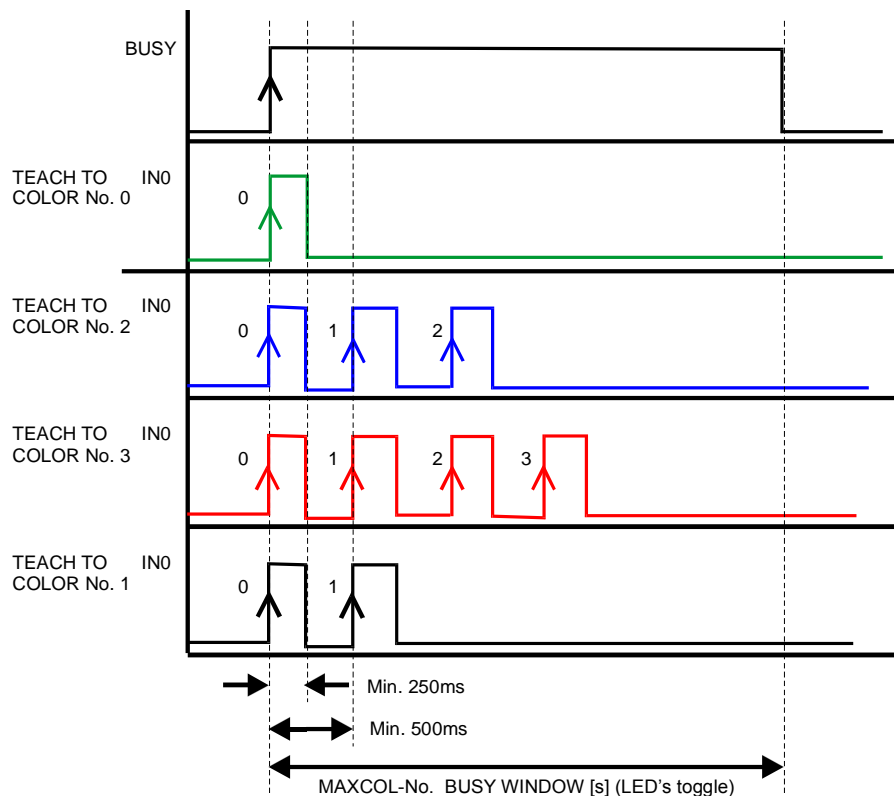 BUSY
TEACH TO IN0
COLOR No. 0 0
TEACH TO IN0
COLOR No. 2 0 1 2
TEACH TO IN0
COLOR No. 3 0 1 2 3
TEACH TO IN0
COLOR No. 1 0 1
Min. 250ms
Min. 500ms
MAXCOL-No. BUSY WINDOW [s] (LED's toggle)